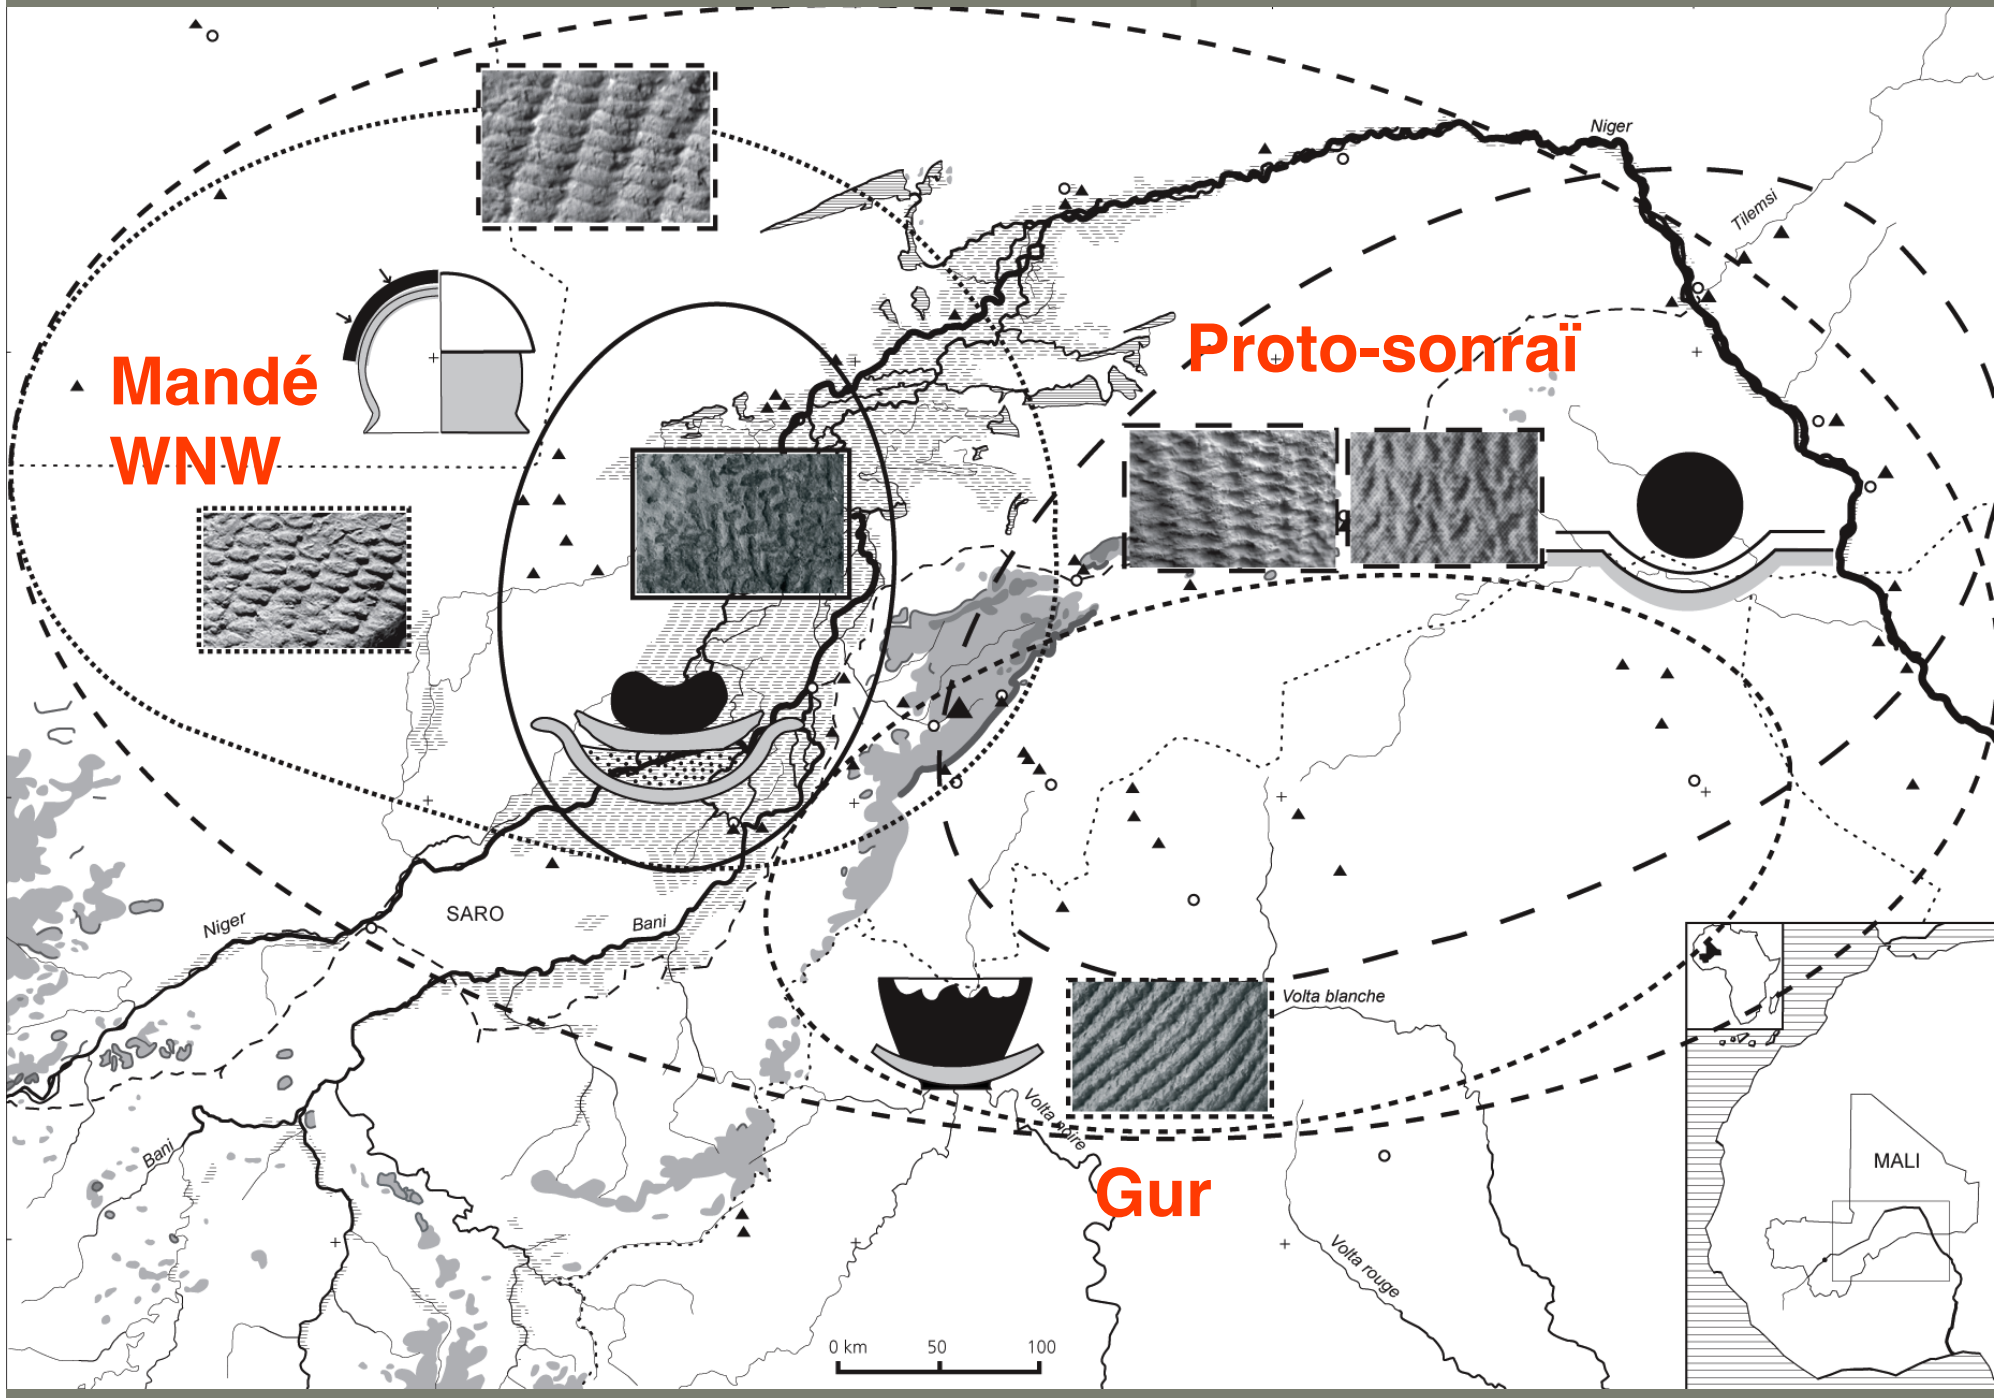 Niger
Tilemsi
Proto-sonraï
Mandé
WNW
SARO
Niger
Bani
Volta blanche
Volta noire
Bani
MALI
Gur
Volta rouge
0 km 50 100